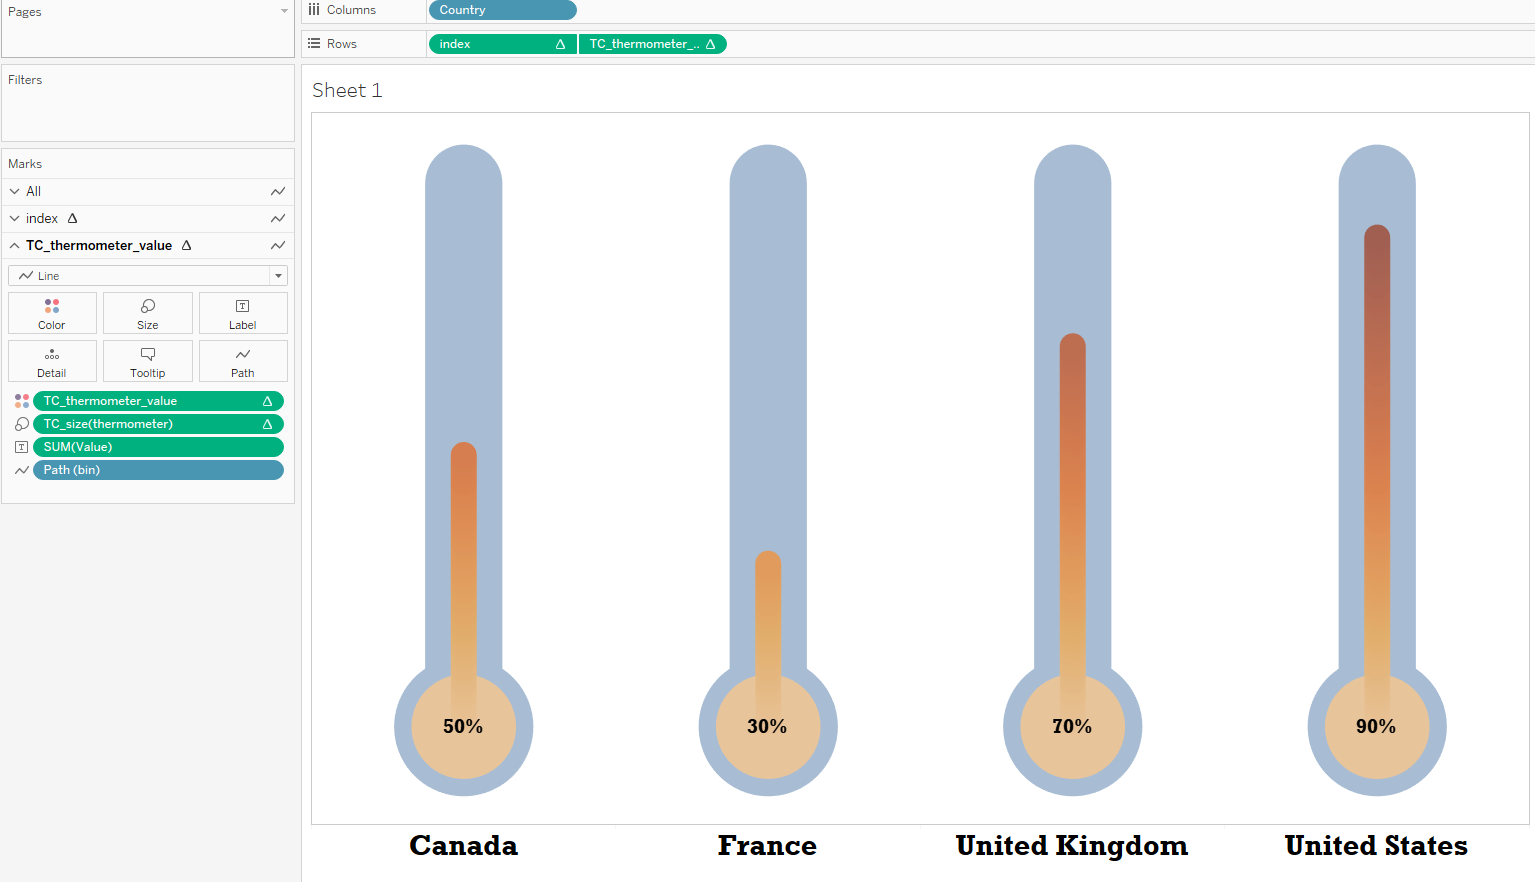 Pages
Columns
Country
Rows
index
TC_thermometer_..
Filters
Sheet 1
Marks
All
index
TC_thermometer_value
Line
Color
Size
Label
Detail
Tooltip
Path
TC_thermometer_value
TC_size(thermometer)
SUM(Value)
Path (bin)
50%
30%
70%
90%
Canada
France
United Kingdom
United States